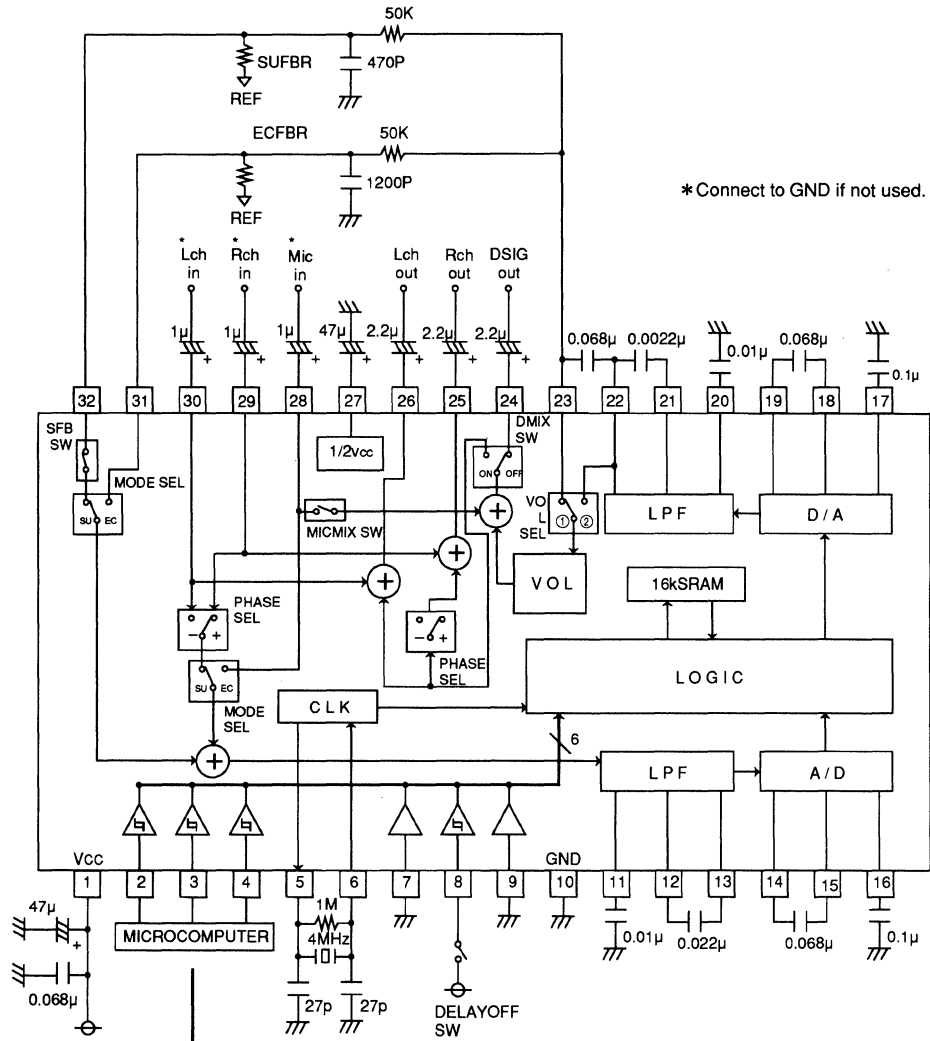 50K
SUFBR
470P
REF
ECFBR
50K
1200P
REF
*Connect to GND if not used.
*Lch in
*Rch in
*Mic in
Lch out
Rch out
DSIG out
1µ
1µ
1µ
47µ
2.2µ
2.2µ
2.2µ
0.068µ
0.0022µ
0.01µ
0.068µ
0.1µ
+ + + + + + +
32 31 30 29 28 27 26 25 24 23 22 21 20 19 18 17
SFB SW
MODE SEL
SU EC
1/2Vcc
MICMIX SW
DMIX SW
ON OFF
VOL SEL
① ②
LPF
D/A
VOL
16kSRAM
PHASE SEL
- +
PHASE SEL
- +
SU EC
MODE SEL
+ + + +
CLK
LOGIC
6
LPF
A/D
Vcc
GND
1 2 3 4 5 6 7 8 9 10 11 12 13 14 15 16
47µ
+
0.068µ
MICROCOMPUTER
1M
4MHz
27p
27p
DELAYOFF SW
0.01µ
0.022µ
0.068µ
0.1µ